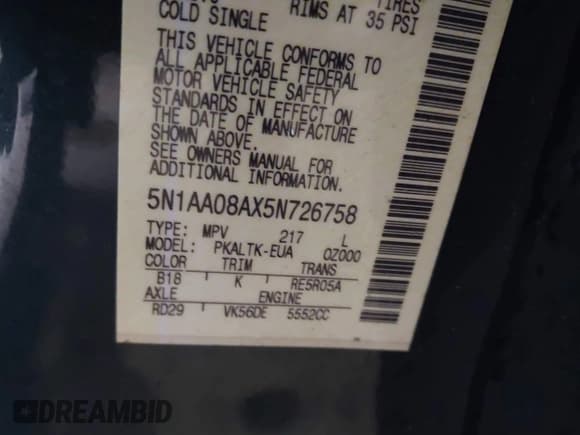 TIRES
COLD SINGLE RIMS AT 35 PSI
THIS VEHICLE CONFORMS TO
ALL APPLICABLE FEDERAL
MOTOR VEHICLE SAFETY
STANDARDS IN EFFECT ON
THE DATE OF MANUFACTURE
SHOWN ABOVE.
SEE OWNERS MANUAL FOR
ADDITIONAL INFORMATION.
5N1AA08AX5N726758
TYPE: MPV 217 L
MODEL: PKALTK-EUA 0Z000
COLOR TRIM TRANS
B18 K RE5R05A
AXLE ENGINE
RD29 VK56DE 5552CC
DREAMBID